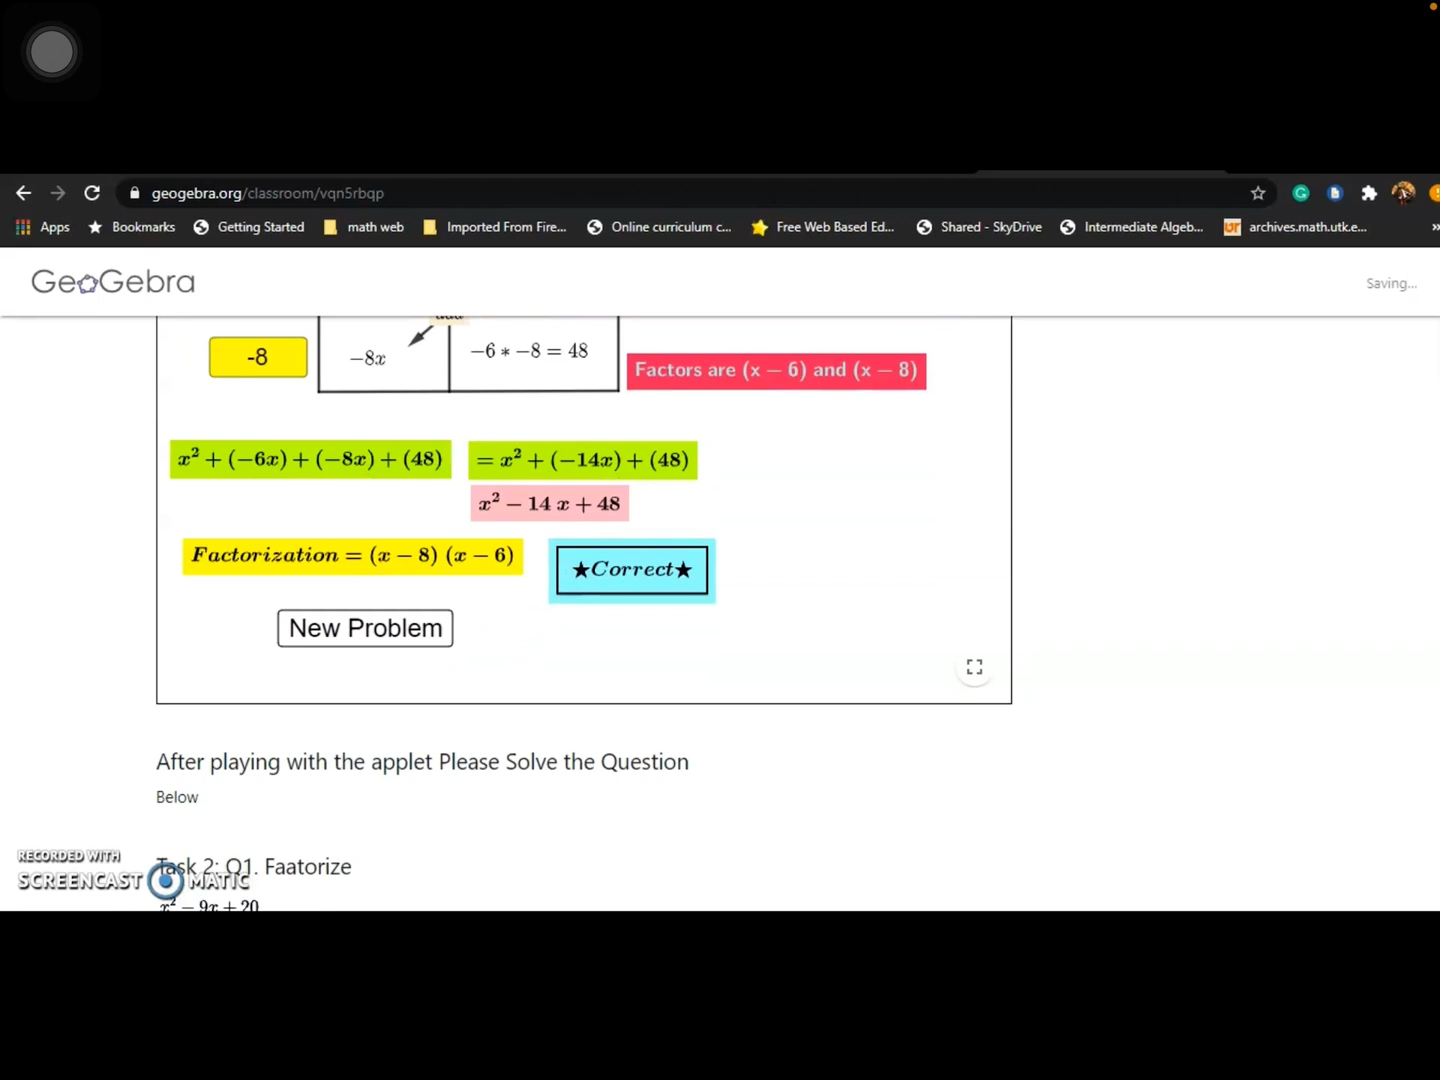 geogebra.org/classroom/vqn5rbqp
Apps Bookmarks Getting Started math web Imported From Fire... Online curriculum c... Free Web Based Ed... Shared - SkyDrive Intermediate Algeb... archives.math.utk.e... »
GeoGebra Saving...
-8 −8x −6 ∗ −8 = 48
Factors are (x − 6) and (x − 8)
x² + (−6x) + (−8x) + (48) = x² + (−14x) + (48)
x² − 14 x + 48
Factorization = (x − 8) (x − 6) ★Correct★
New Problem
After playing with the applet Please Solve the Question
Below
RECORDED WITH
Task 2: Q1. Faatorize
SCREENCAST MATIC
x² − 9x + 20